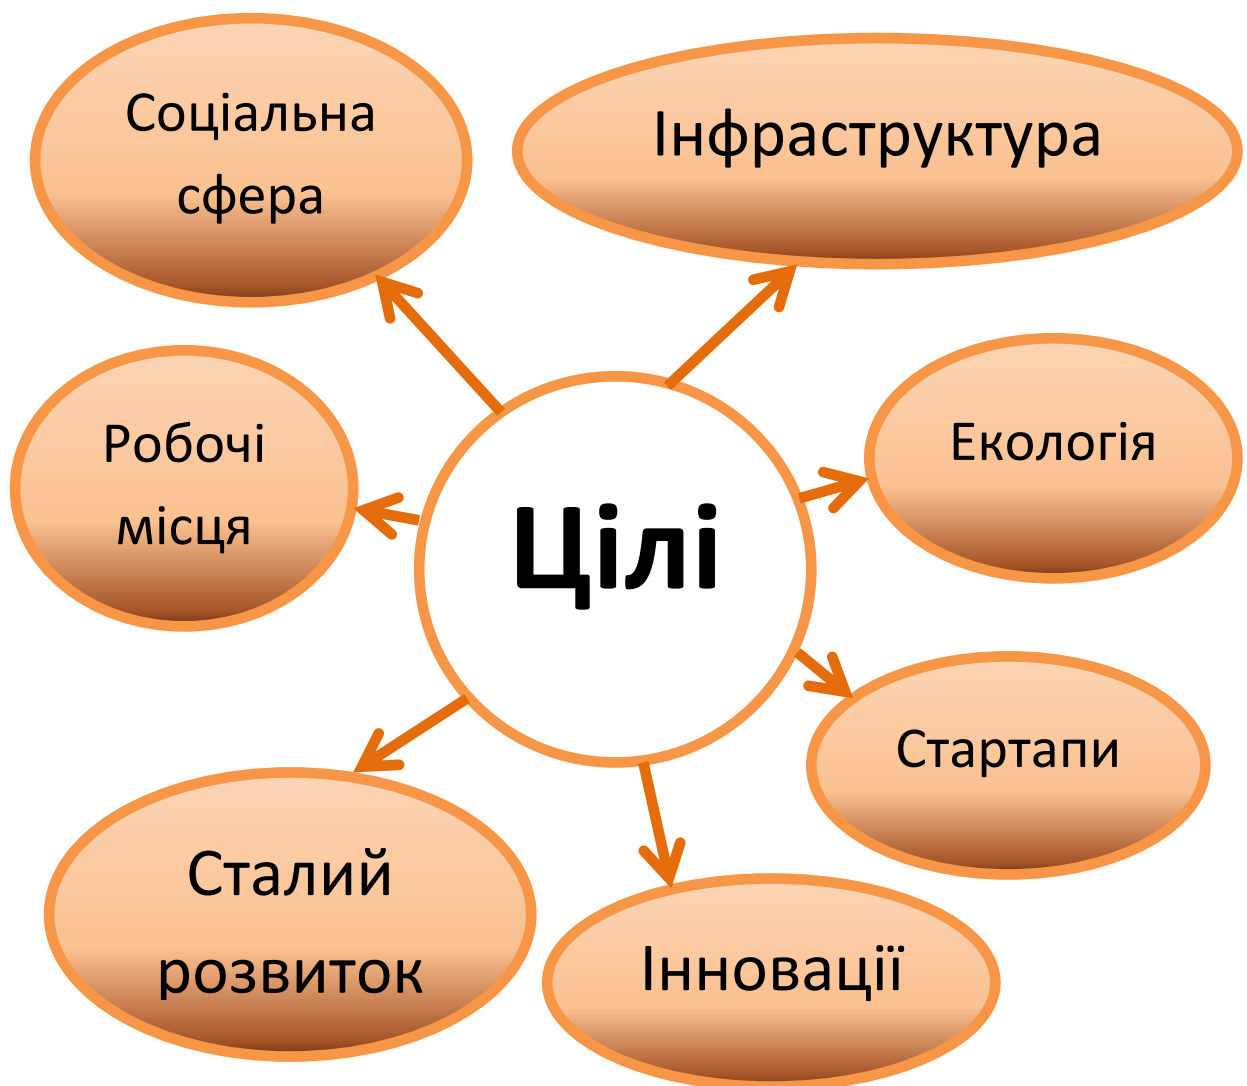 Соціальна
сфера
Інфраструктура
Робочі
місця
Екологія
Цілі
Стартапи
Сталий
розвиток
Інновації